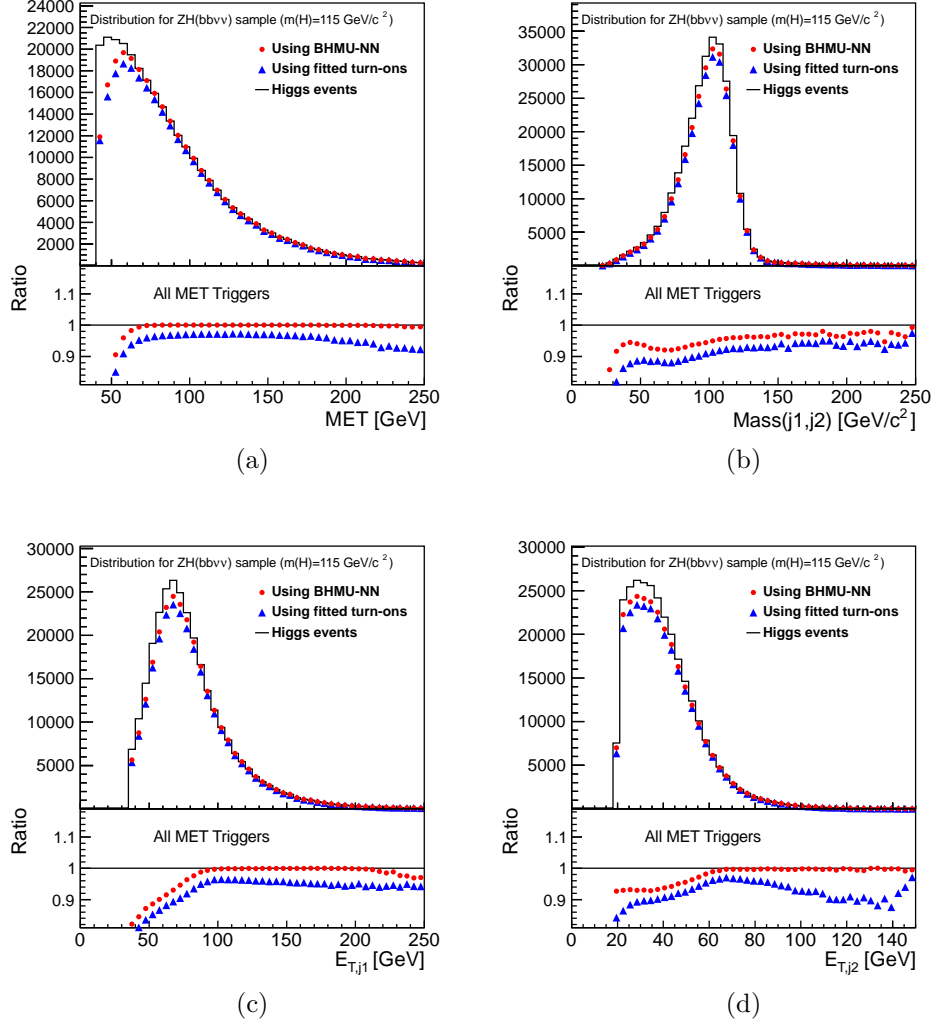 Distribution for ZH(bbνν) sample (m(H)=115 GeV/c²)
24000
22000
20000
18000
16000
14000
12000
10000
8000
6000
4000
2000
Using BHMU-NN
Using fitted turn-ons
Higgs events
Ratio
1.1
1
0.9
All MET Triggers
50 100 150 200 250
MET [GeV]
(a)
Distribution for ZH(bbνν) sample (m(H)=115 GeV/c²)
35000
30000
25000
20000
15000
10000
5000
Using BHMU-NN
Using fitted turn-ons
Higgs events
Ratio
1.1
1
0.9
All MET Triggers
0 50 100 150 200 250
Mass(j1,j2) [GeV/c²]
(b)
30000
25000
20000
15000
10000
5000
Distribution for ZH(bbνν) sample (m(H)=115 GeV/c²)
Using BHMU-NN
Using fitted turn-ons
Higgs events
Ratio
1.1
1
0.9
All MET Triggers
0 50 100 150 200 250
E_T,j1 [GeV]
(c)
30000
25000
20000
15000
10000
5000
Distribution for ZH(bbνν) sample (m(H)=115 GeV/c²)
Using BHMU-NN
Using fitted turn-ons
Higgs events
Ratio
1.1
1
0.9
All MET Triggers
0 20 40 60 80 100 120 140
E_T,j2 [GeV]
(d)